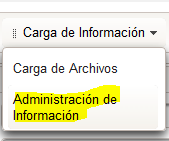 Carga de Información
Carga de Archivos
Administración de
Información